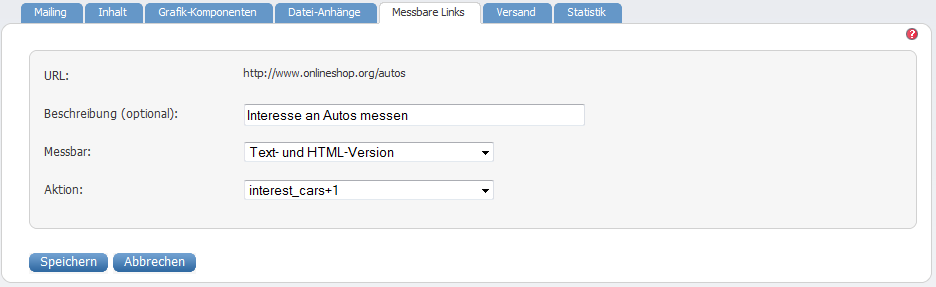 Mailing Inhalt Grafik-Komponenten Datei-Anhänge Messbare Links Versand Statistik
?
URL: http://www.onlineshop.org/autos
Beschreibung (optional): Interesse an Autos messen
Messbar: Text- und HTML-Version
Aktion: interest_cars+1
Speichern Abbrechen